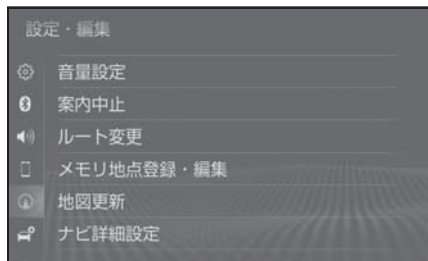 設定・編集
音量設定
案内中止
ルート変更
メモリ地点登録・編集
地図更新
ナビ詳細設定